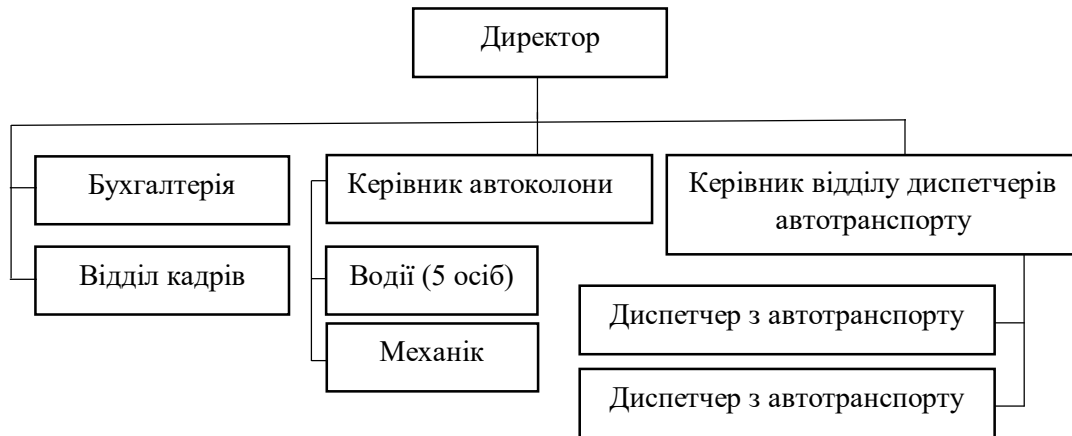 Директор
Бухгалтерія
Керівник автоколони
Керівник відділу диспетчерів
автотранспорту
Відділ кадрів
Водії (5 осіб)
Диспетчер з автотранспорту
Механік
Диспетчер з автотранспорту